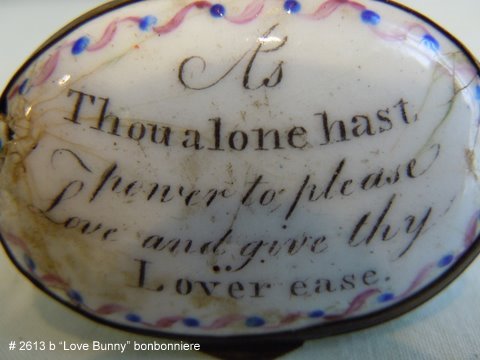 As
Thou alone hast
power to please
Love and give thy
Lover ease.
# 2613 b “Love Bunny” bonbonniere